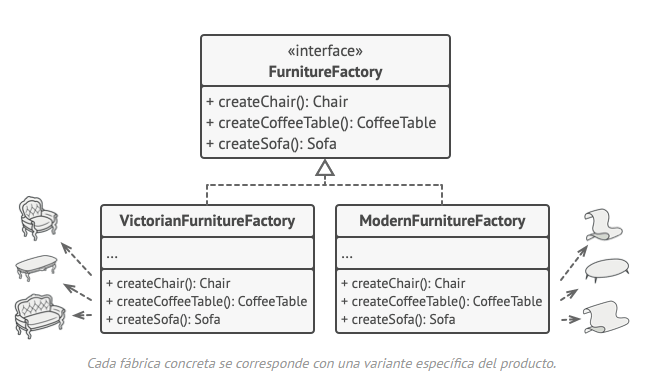 «interface»
FurnitureFactory
+ createChair(): Chair
+ createCoffeeTable(): CoffeeTable
+ createSofa(): Sofa
VictorianFurnitureFactory
...
+ createChair(): Chair
+ createCoffeeTable(): CoffeeTable
+ createSofa(): Sofa
ModernFurnitureFactory
...
+ createChair(): Chair
+ createCoffeeTable(): CoffeeTable
+ createSofa(): Sofa
Cada fábrica concreta se corresponde con una variante específica del producto.